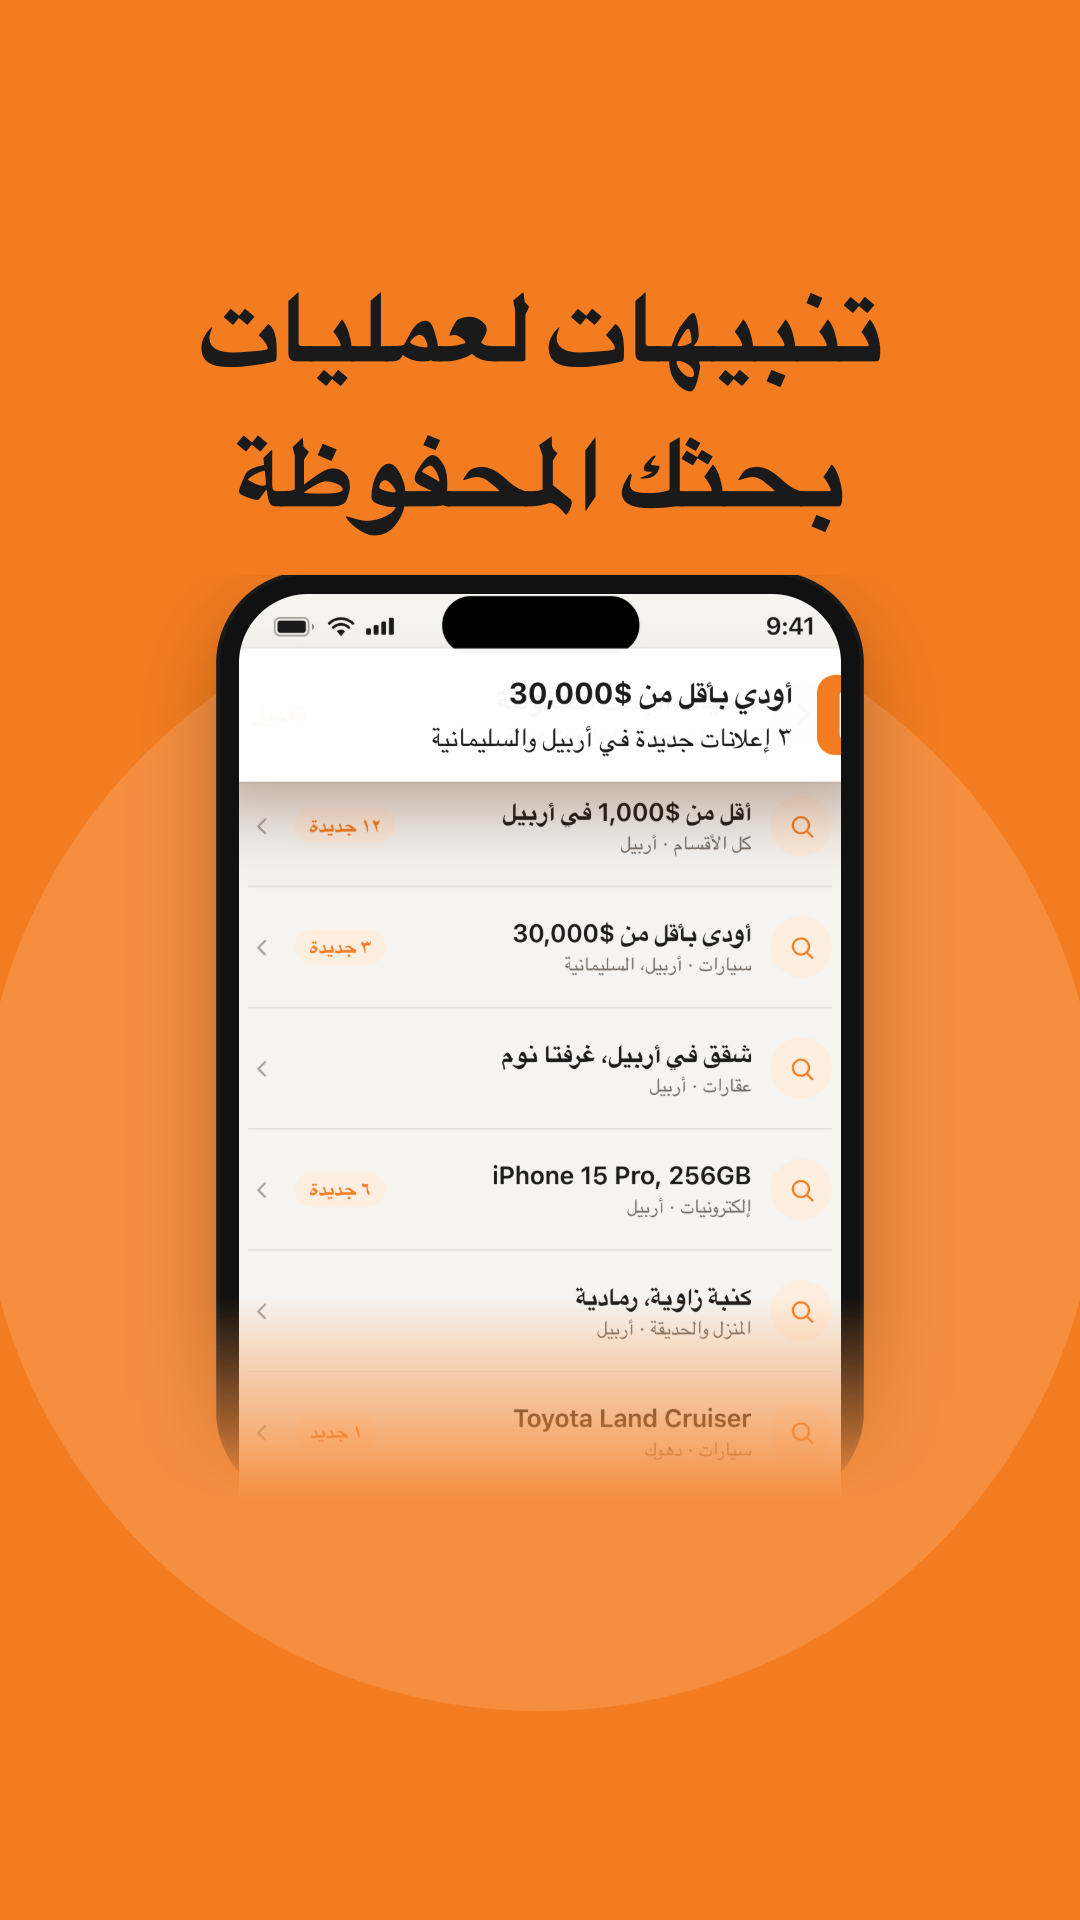 تنبيهات لعمليات
بحثك المحفوظة
9:41
أودي بأقل من $30,000
٣ إعلانات جديدة في أربيل والسليمانية
أقل من $1,000 في أربيل
كل الأقسام · أربيل
١٢ جديدة
أودي بأقل من $30,000
سيارات · أربيل، السليمانية
٣ جديدة
شقق في أربيل، غرفتا نوم
عقارات · أربيل
iPhone 15 Pro, 256GB
إلكترونيات · أربيل
٦ جديدة
كنبة زاوية، رمادية
المنزل والحديقة · أربيل
Toyota Land Cruiser
سيارات · دهوك
١ جديد